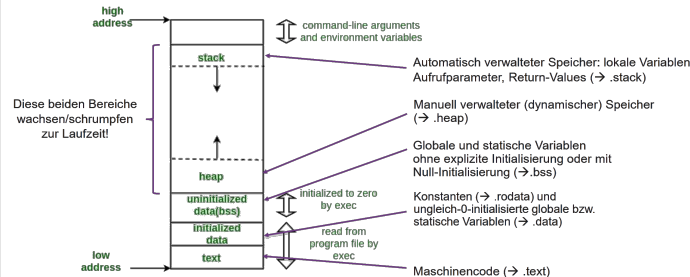 high
address
command-line arguments
and environment variables
stack
Automatisch verwalteter Speicher: lokale Variablen
Aufrufparameter, Return-Values (→ .stack)
Diese beiden Bereiche
wachsen/schrumpfen
zur Laufzeit!
Manuell verwalteter (dynamischer) Speicher
(→ .heap)
Globale und statische Variablen
ohne explizite Initialisierung oder mit
Null-Initialisierung (→.bss)
heap
uninitialized
data(bss)
initialized to zero
by exec
Konstanten (→ .rodata) und
ungleich-0-initialisierte globale bzw.
statische Variablen (→ .data)
initialized
data
read from
program file by
exec
low
address
text
Maschinencode (→ .text)